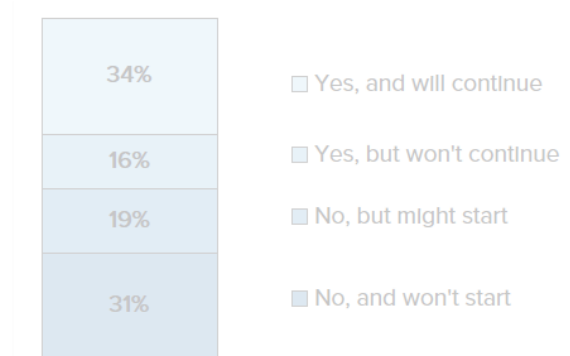 34%
Yes, and will continue
16%
Yes, but won't continue
19%
No, but might start
31%
No, and won't start